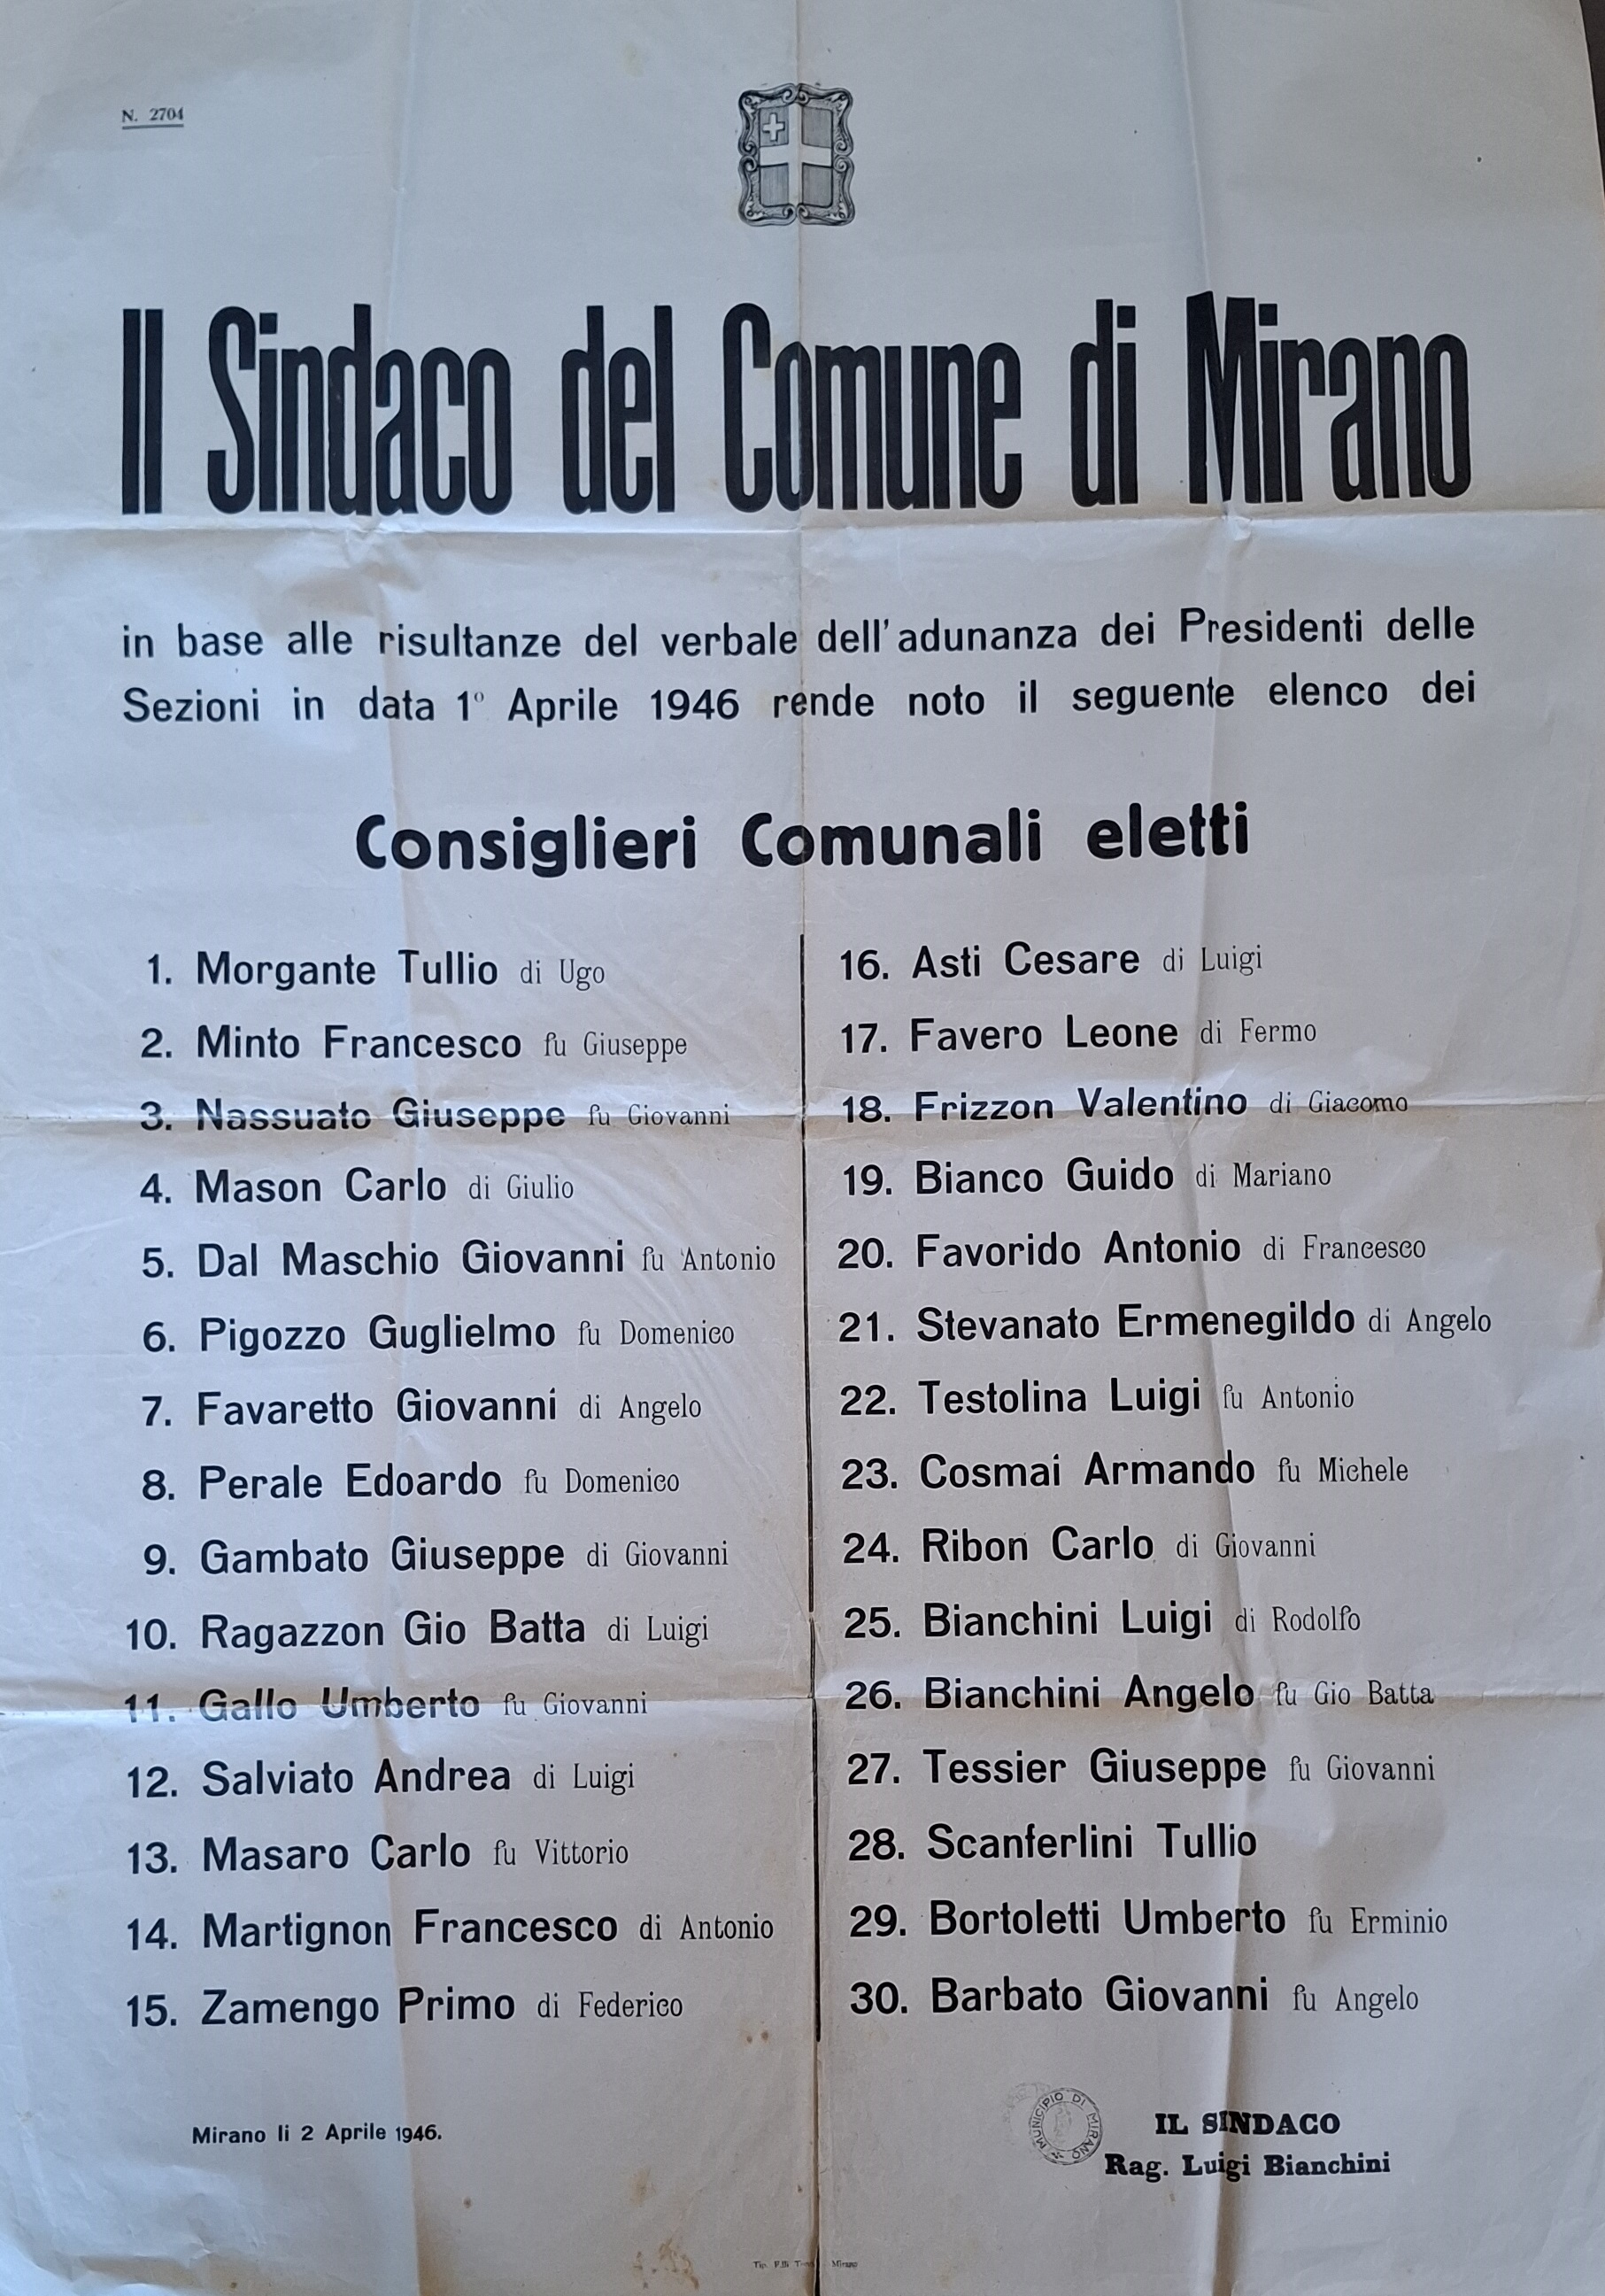 N. 2704
Il Sindaco del Comune di Mirano
in base alle risultanze del verbale dell'adunanza dei Presidenti delle
Sezioni in data 1º Aprile 1946 rende noto il seguente elenco dei
Consiglieri Comunali eletti
1. Morgante Tullio di Ugo
2. Minto Francesco fu Giuseppe
3. Nassuato Giuseppe fu Giovanni
4. Mason Carlo di Giulio
5. Dal Maschio Giovanni fu Antonio
6. Pigozzo Guglielmo fu Domenico
7. Favaretto Giovanni di Angelo
8. Perale Edoardo fu Domenico
9. Gambato Giuseppe di Giovanni
10. Ragazzon Gio Batta di Luigi
11. Gallo Umberto fu Giovanni
12. Salviato Andrea di Luigi
13. Masaro Carlo fu Vittorio
14. Martignon Francesco di Antonio
15. Zamengo Primo di Federico
16. Asti Cesare di Luigi
17. Favero Leone di Fermo
18. Frizzon Valentino di Giacomo
19. Bianco Guido di Mariano
20. Favorido Antonio di Francesco
21. Stevanato Ermenegildo di Angelo
22. Testolina Luigi fu Antonio
23. Cosmai Armando fu Michele
24. Ribon Carlo di Giovanni
25. Bianchini Luigi di Rodolfo
26. Bianchini Angelo fu Gio Batta
27. Tessier Giuseppe fu Giovanni
28. Scanferlini Tullio
29. Bortoletti Umberto fu Erminio
30. Barbato Giovanni fu Angelo
Mirano li 2 Aprile 1946.
MUNICIPIO DI MIRANO
IL SINDACO
Rag. Luigi Bianchini
Tip. F.lli Mirano